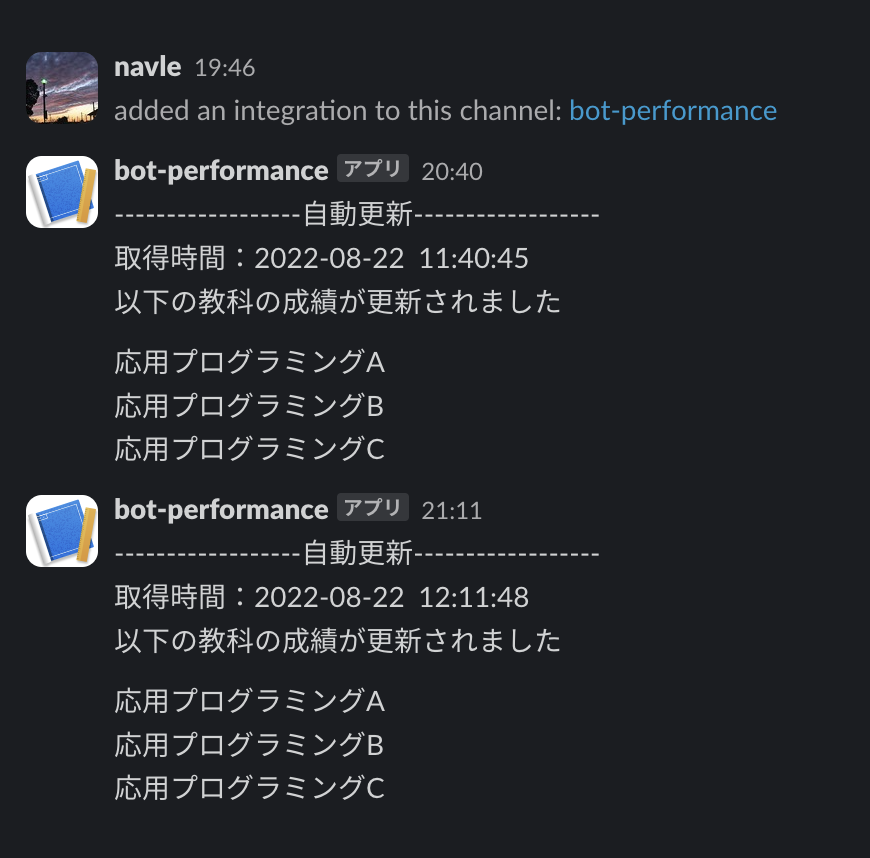 navle 19:46
added an integration to this channel: bot-performance
bot-performance アプリ 20:40
------------------自動更新------------------
取得時間：2022-08-22  11:40:45
以下の教科の成績が更新されました
応用プログラミングA
応用プログラミングB
応用プログラミングC
bot-performance アプリ 21:11
------------------自動更新------------------
取得時間：2022-08-22  12:11:48
以下の教科の成績が更新されました
応用プログラミングA
応用プログラミングB
応用プログラミングC